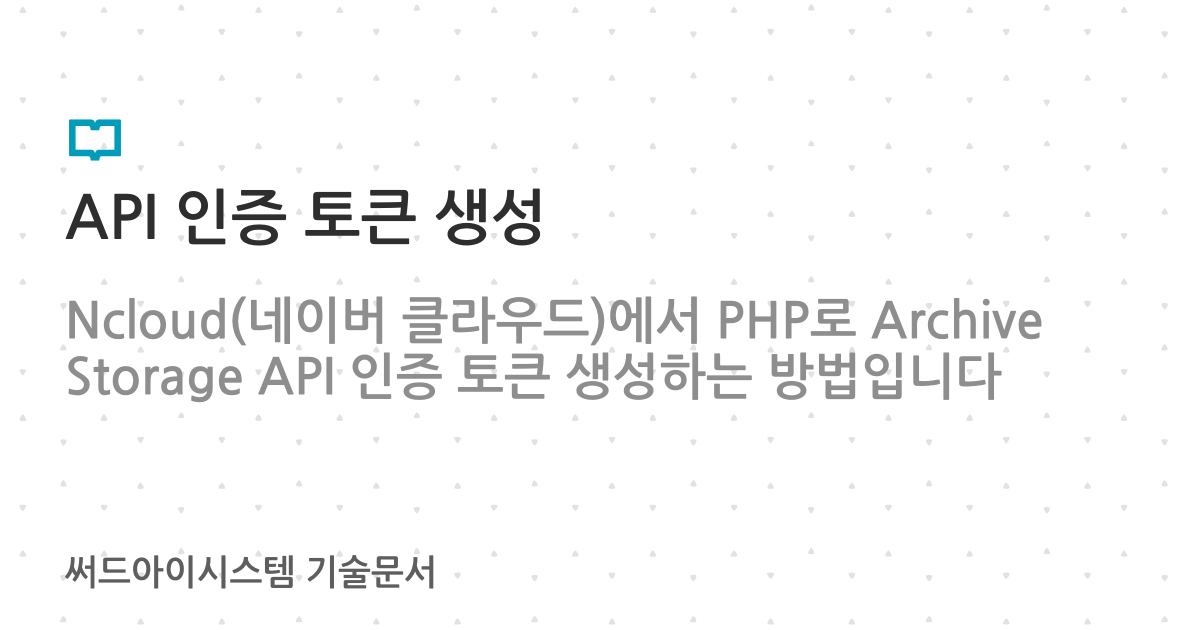 API 인증 토큰 생성
Ncloud(네이버 클라우드)에서 PHP로 Archive
Storage API 인증 토큰 생성하는 방법입니다
써드아이시스템 기술문서